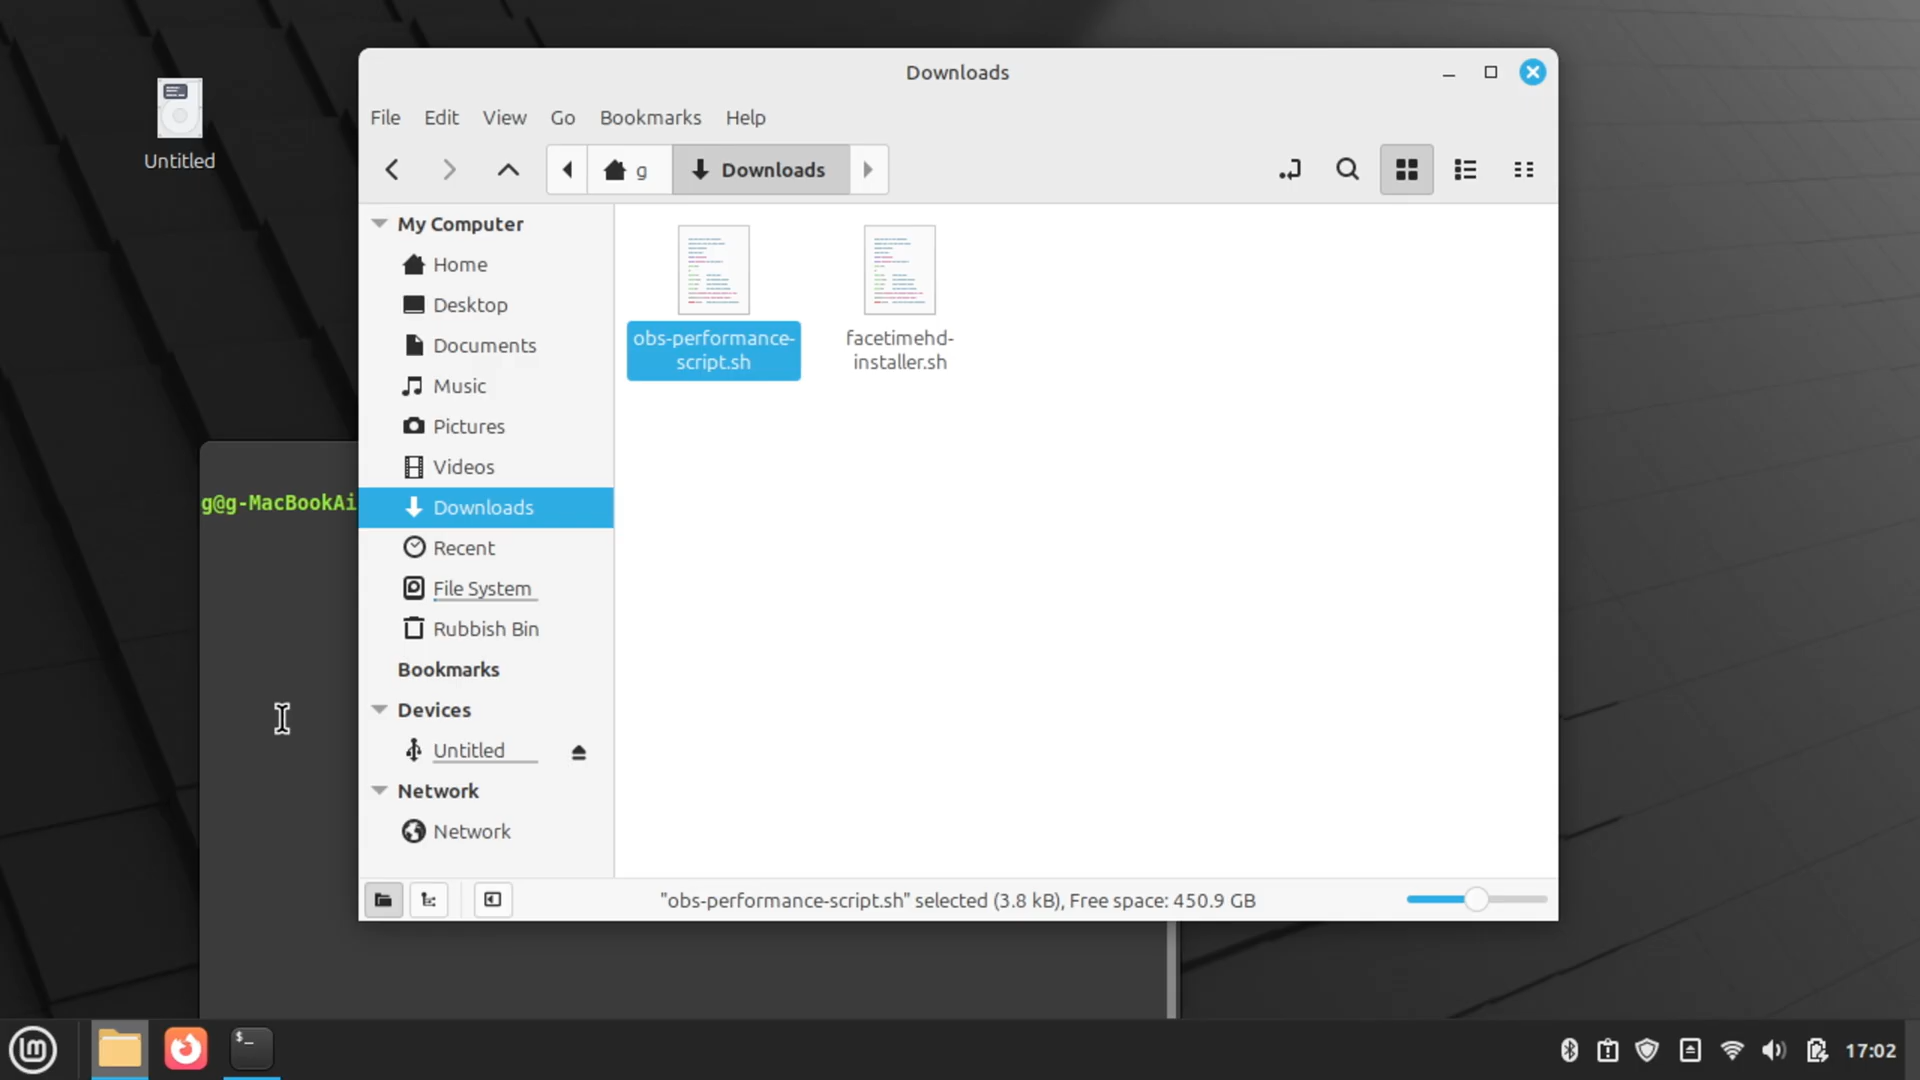 Downloads
File Edit View Go Bookmarks Help
g Downloads
Untitled
My Computer
Home
Desktop
Documents
Music
Pictures
Videos
Downloads
Recent
File System
Rubbish Bin
Bookmarks
Devices
Untitled
Network
Network
obs-performance-
script.sh
facetimehd-
installer.sh
g@g-MacBookAi
"obs-performance-script.sh" selected (3.8 kB), Free space: 450.9 GB
$_
17:02